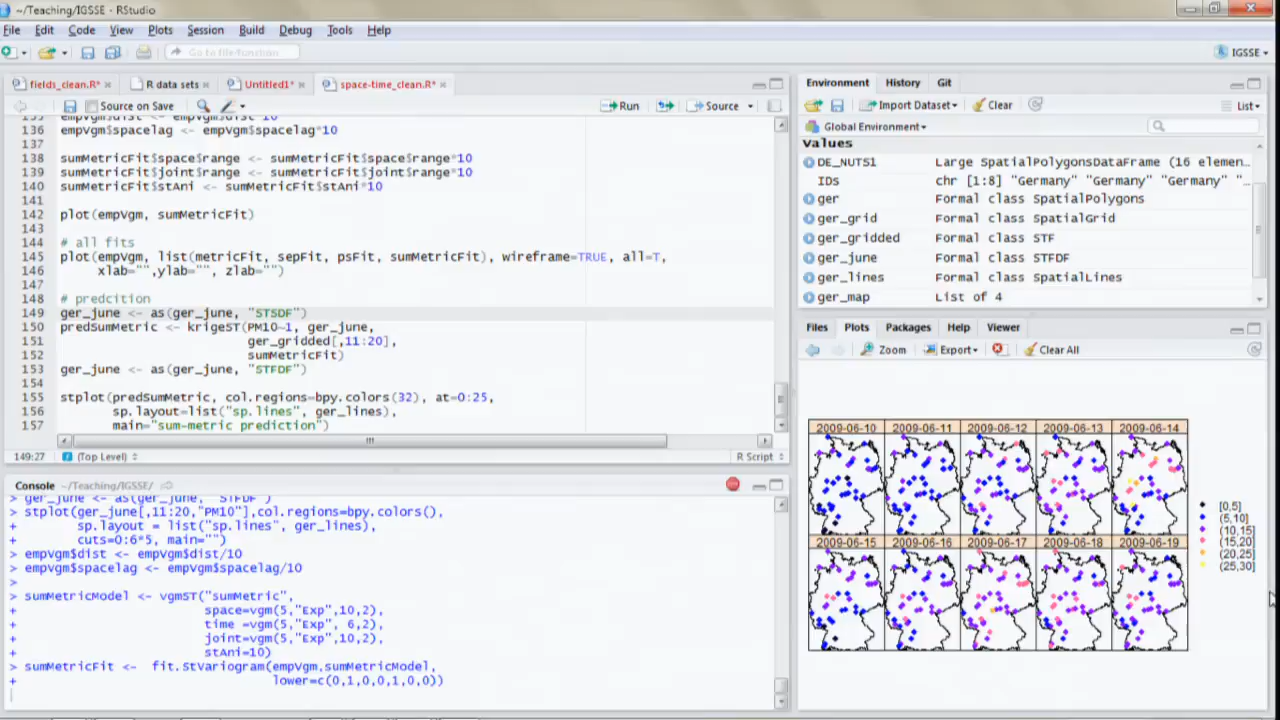 ~/Teaching/IGSSE - RStudio
File Edit Code View Plots Session Build Debug Tools Help
Go to file/function
IGSSE
fields_clean.R* R data sets Untitled1* space-time_clean.R*
Source on Save Run Source
136 empVgm$spacelag <- empVgm$spacelag*10
137
138 sumMetricFit$space$range <- sumMetricFit$space$range*10
139 sumMetricFit$joint$range <- sumMetricFit$joint$range*10
140 sumMetricFit$stAni <- sumMetricFit$stAni*10
141
142 plot(empVgm, sumMetricFit)
143
144 # all fits
145 plot(empVgm, list(metricFit, sepFit, psFit, sumMetricFit), wireframe=TRUE, all=T,
146 xlab="",ylab="", zlab="")
147
148 # predcition
149 ger_june <- as(ger_june, "STSDF")
150 predSumMetric <- krigeST(PM10~1, ger_june,
151 ger_gridded[,11:20],
152 sumMetricFit)
153 ger_june <- as(ger_june, "STFDF")
154
155 stplot(predSumMetric, col.regions=bpy.colors(32), at=0:25,
156 sp.layout=list("sp.lines", ger_lines),
157 main="sum-metric prediction")
149:27 (Top Level) R Script
Console ~/Teaching/IGSSE/
> ger_june <- as(ger_june, "STFDF")
> stplot(ger_june[,11:20,"PM10"],col.regions=bpy.colors(),
+ sp.layout = list("sp.lines", ger_lines),
+ cuts=0:6*5, main="")
> empVgm$dist <- empVgm$dist/10
> empVgm$spacelag <- empVgm$spacelag/10
>
> sumMetricModel <- vgmST("sumMetric",
+ space=vgm(5,"Exp",10,2),
+ time =vgm(5,"Exp", 6,2),
+ joint=vgm(5,"Exp",10,2),
+ stAni=10)
> sumMetricFit <- fit.StVariogram(empVgm,sumMetricModel,
+ lower=c(0,1,0,0,1,0,0))
Environment History Git
Import Dataset Clear List
Global Environment
Values
DE_NUTS1 Large SpatialPolygonsDataFrame (16 elemen…
IDs chr [1:8] "Germany" "Germany" "Germany" "…
ger Formal class SpatialPolygons
ger_grid Formal class SpatialGrid
ger_gridded Formal class STF
ger_june Formal class STFDF
ger_lines Formal class SpatialLines
ger_map List of 4
Files Plots Packages Help Viewer
Zoom Export Clear All
2009-06-10 2009-06-11 2009-06-12 2009-06-13 2009-06-14
2009-06-15 2009-06-16 2009-06-17 2009-06-18 2009-06-19
[0,5]
(5,10]
(10,15]
(15,20]
(20,25]
(25,30]